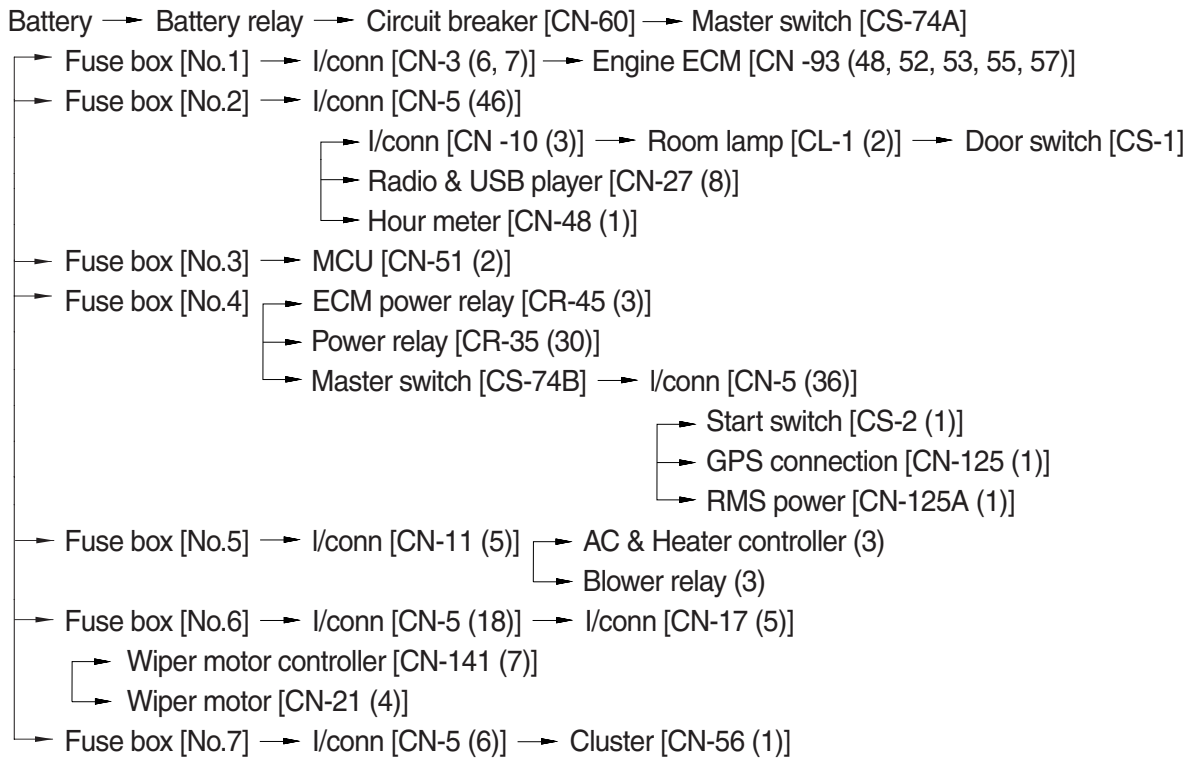 Battery → Battery relay → Circuit breaker [CN-60] → Master switch [CS-74A]
Fuse box [No.1] → I/conn [CN-3 (6, 7)] → Engine ECM [CN -93 (48, 52, 53, 55, 57)]
Fuse box [No.2] → I/conn [CN-5 (46)]
I/conn [CN -10 (3)] → Room lamp [CL-1 (2)] → Door switch [CS-1]
Radio & USB player [CN-27 (8)]
Hour meter [CN-48 (1)]
Fuse box [No.3] → MCU [CN-51 (2)]
Fuse box [No.4] → ECM power relay [CR-45 (3)]
Power relay [CR-35 (30)]
Master switch [CS-74B] → I/conn [CN-5 (36)]
Start switch [CS-2 (1)]
GPS connection [CN-125 (1)]
RMS power [CN-125A (1)]
Fuse box [No.5] → I/conn [CN-11 (5)] → AC & Heater controller (3)
Blower relay (3)
Fuse box [No.6] → I/conn [CN-5 (18)] → I/conn [CN-17 (5)]
Wiper motor controller [CN-141 (7)]
Wiper motor [CN-21 (4)]
Fuse box [No.7] → I/conn [CN-5 (6)] → Cluster [CN-56 (1)]